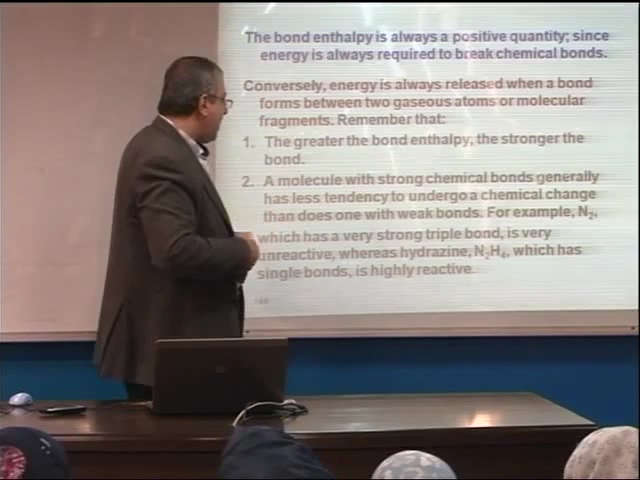 The bond enthalpy is always a positive quantity; since
energy is always required to break chemical bonds.
Conversely, energy is always released when a bond
forms between two gaseous atoms or molecular
fragments. Remember that:
1. The greater the bond enthalpy, the stronger the
bond.
2. A molecule with strong chemical bonds generally
has less tendency to undergo a chemical change
than does one with weak bonds. For example, N₂,
which has a very strong triple bond, is very
unreactive, whereas hydrazine, N₂H₄, which has
single bonds, is highly reactive.